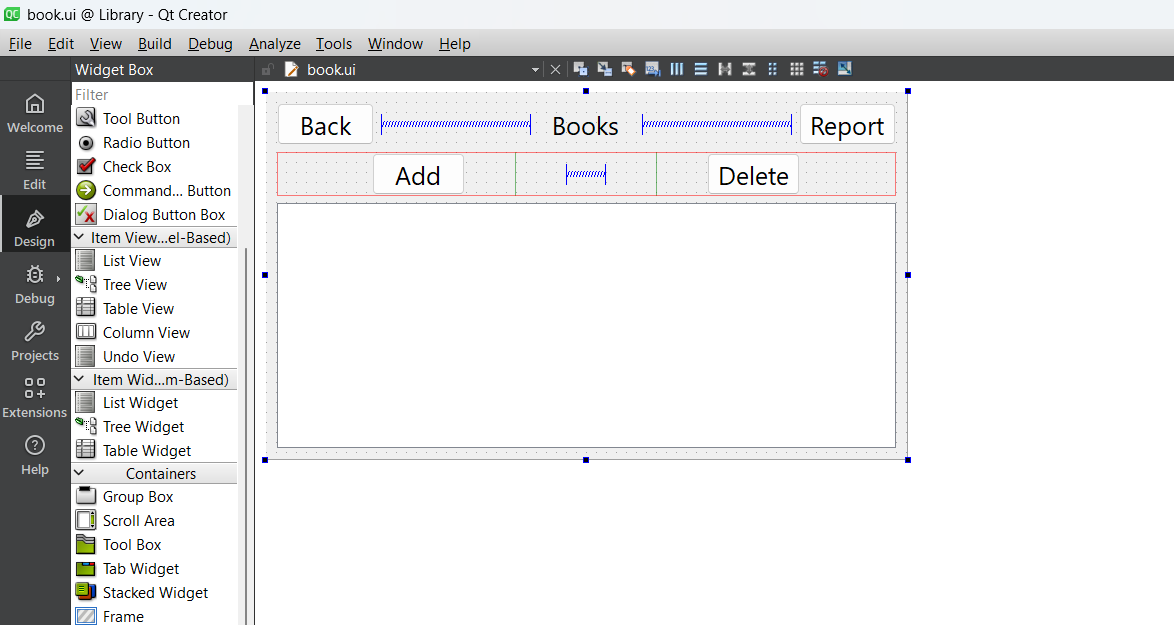 book.ui @ Library - Qt Creator
File Edit View Build Debug Analyze Tools Window Help
Widget Box
book.ui
Filter
Welcome
Edit
Design
Debug
Projects
Extensions
Help
Tool Button
Radio Button
Check Box
Command... Button
Dialog Button Box
Item View...el-Based)
List View
Tree View
Table View
Column View
Undo View
Item Wid...m-Based)
List Widget
Tree Widget
Table Widget
Containers
Group Box
Scroll Area
Tool Box
Tab Widget
Stacked Widget
Frame
Back Books Report
Add Delete